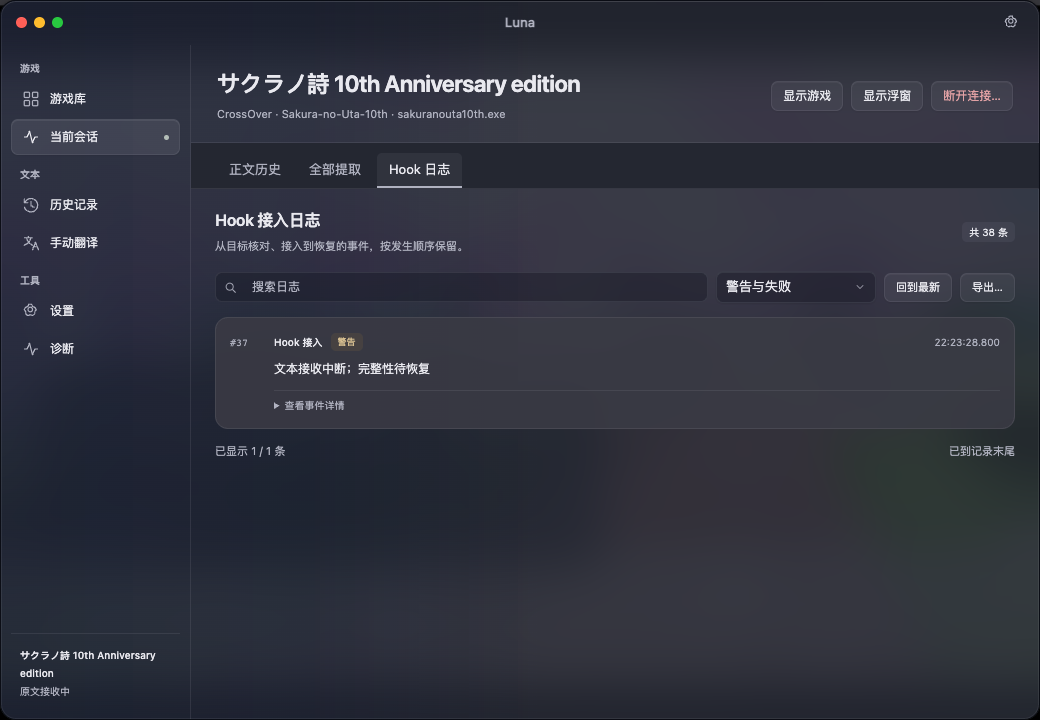 Luna
游戏
游戏库
当前会话
文本
历史记录
手动翻译
工具
设置
诊断
サクラノ詩 10th Anniversary edition
原文接收中
サクラノ詩 10th Anniversary edition
CrossOver · Sakura-no-Uta-10th · sakuranouta10th.exe
显示游戏
显示浮窗
断开连接...
正文历史
全部提取
Hook 日志
Hook 接入日志
从目标核对、接入到恢复的事件，按发生顺序保留。
共 38 条
搜索日志
警告与失败
回到最新
导出...
#37
Hook 接入
警告
22:23:28.800
文本接收中断；完整性待恢复
查看事件详情
已显示 1 / 1 条
已到记录末尾